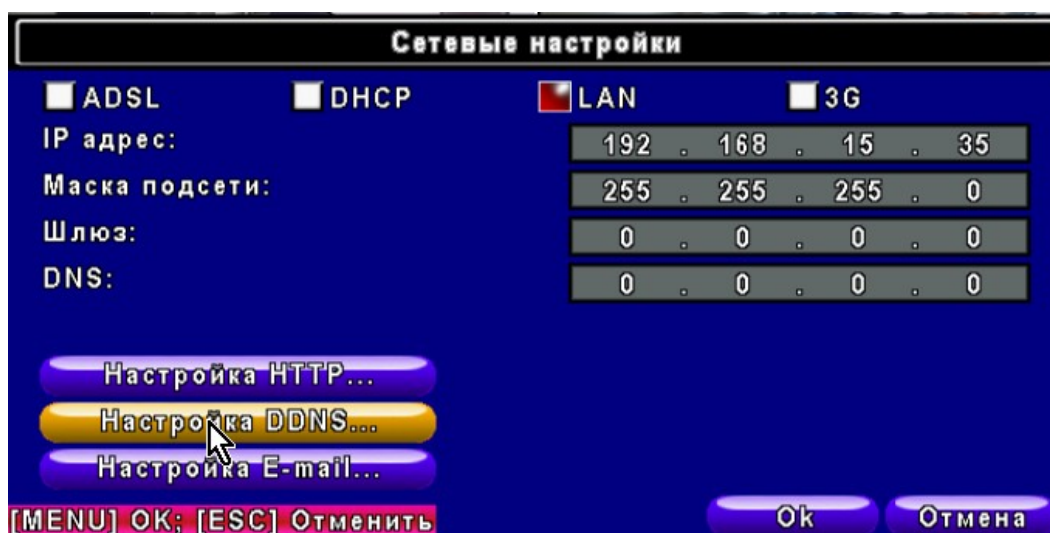 Сетевые настройки
ADSL DHCP LAN 3G
IP адрес: 192 . 168 . 15 . 35
Маска подсети: 255 . 255 . 255 . 0
Шлюз: 0 . 0 . 0 . 0
DNS: 0 . 0 . 0 . 0
Настройка HTTP...
Настройка DDNS...
Настройка E-mail...
[MENU] OK; [ESC] Отменить Ok Отмена